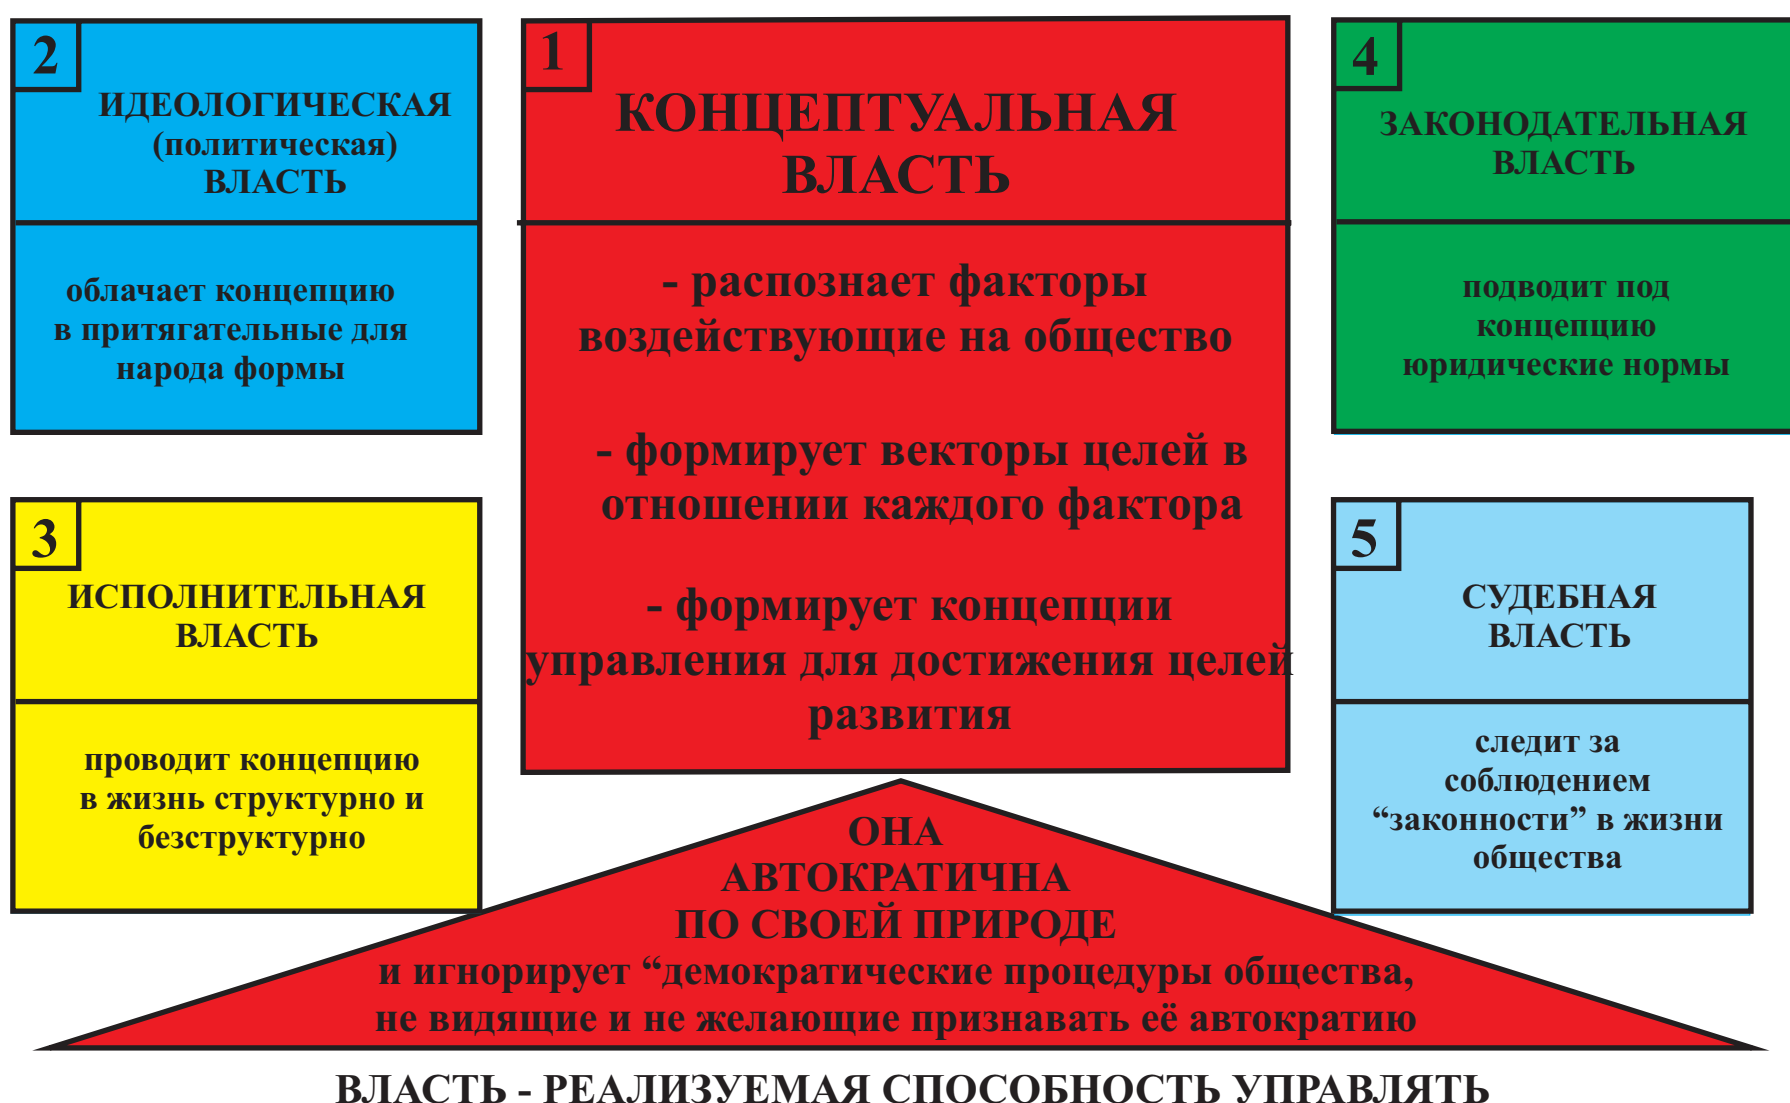 2
ИДЕОЛОГИЧЕСКАЯ
(политическая)
ВЛАСТЬ
облачает концепцию
в притягательные для
народа формы
1
КОНЦЕПТУАЛЬНАЯ
ВЛАСТЬ
- распознает факторы
воздействующие на общество
- формирует векторы целей в
отношении каждого фактора
- формирует концепции
управления для достижения целей
развития
4
ЗАКОНОДАТЕЛЬНАЯ
ВЛАСТЬ
подводит под
концепцию
юридические нормы
3
ИСПОЛНИТЕЛЬНАЯ
ВЛАСТЬ
проводит концепцию
в жизнь структурно и
безструктурно
5
СУДЕБНАЯ
ВЛАСТЬ
следит за
соблюдением
“законности” в жизни
общества
ОНА
АВТОКРАТИЧНА
ПО СВОЕЙ ПРИРОДЕ
и игнорирует “демократические процедуры общества,
не видящие и не желающие признавать её автократию
ВЛАСТЬ - РЕАЛИЗУЕМАЯ СПОСОБНОСТЬ УПРАВЛЯТЬ